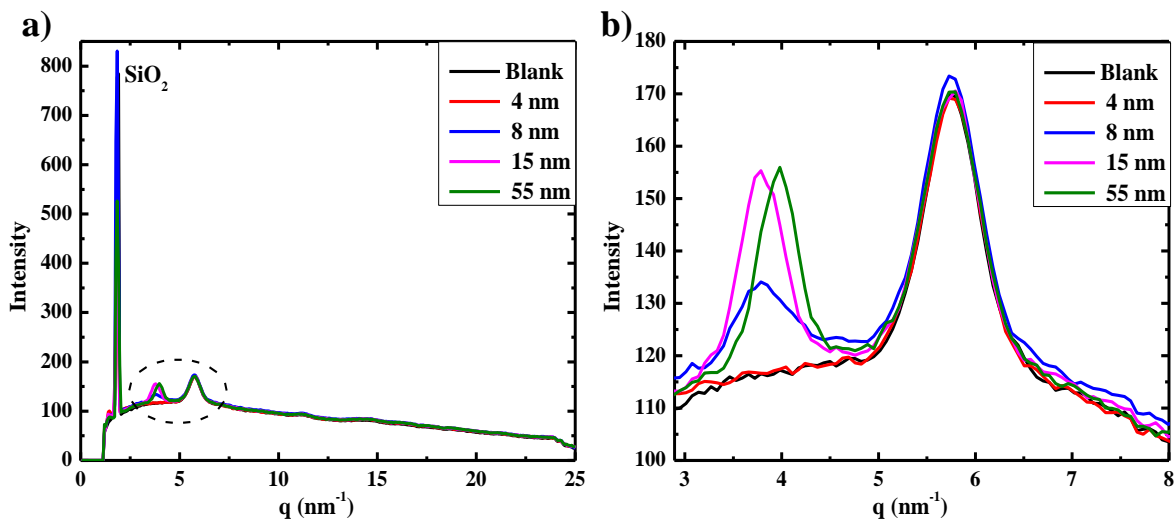 a)
800
700
600
500
400
300
200
100
0
Intensity
SiO₂
Blank
4 nm
8 nm
15 nm
55 nm
0 5 10 15 20 25
q (nm⁻¹)
b)
180
170
160
150
140
130
120
110
100
Intensity
Blank
4 nm
8 nm
15 nm
55 nm
3 4 5 6 7 8
q (nm⁻¹)